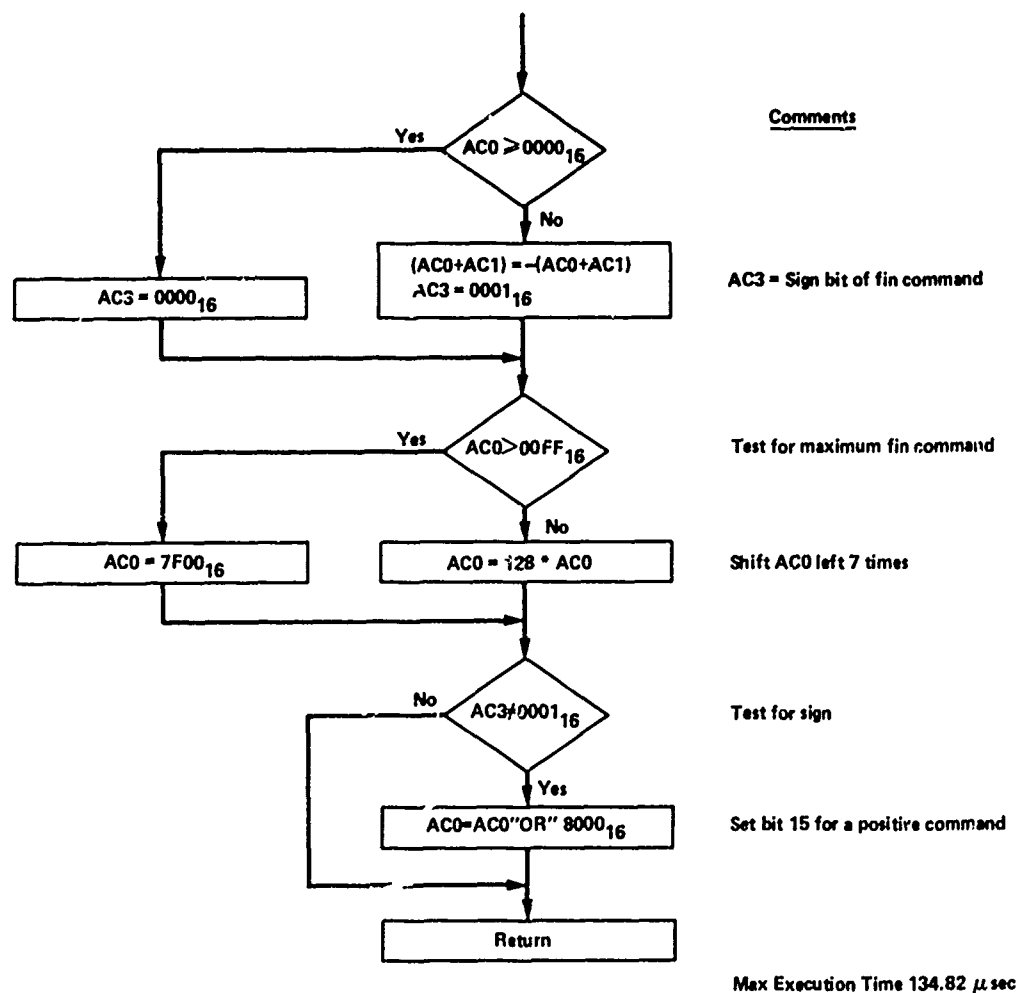 Comments
Yes
AC0 ⩾ 0000₁₆
No
(AC0+AC1) = -(AC0+AC1)
AC3 = 0001₁₆
AC3 = Sign bit of fin command
AC3 = 0000₁₆
Yes
AC0>00FF₁₆
Test for maximum fin command
No
AC0 = 7F00₁₆
AC0 = 128 * AC0
Shift AC0 left 7 times
No
AC3≠0001₁₆
Test for sign
Yes
AC0=AC0"OR" 8000₁₆
Set bit 15 for a positive command
Return
Max Execution Time 134.82 μ sec